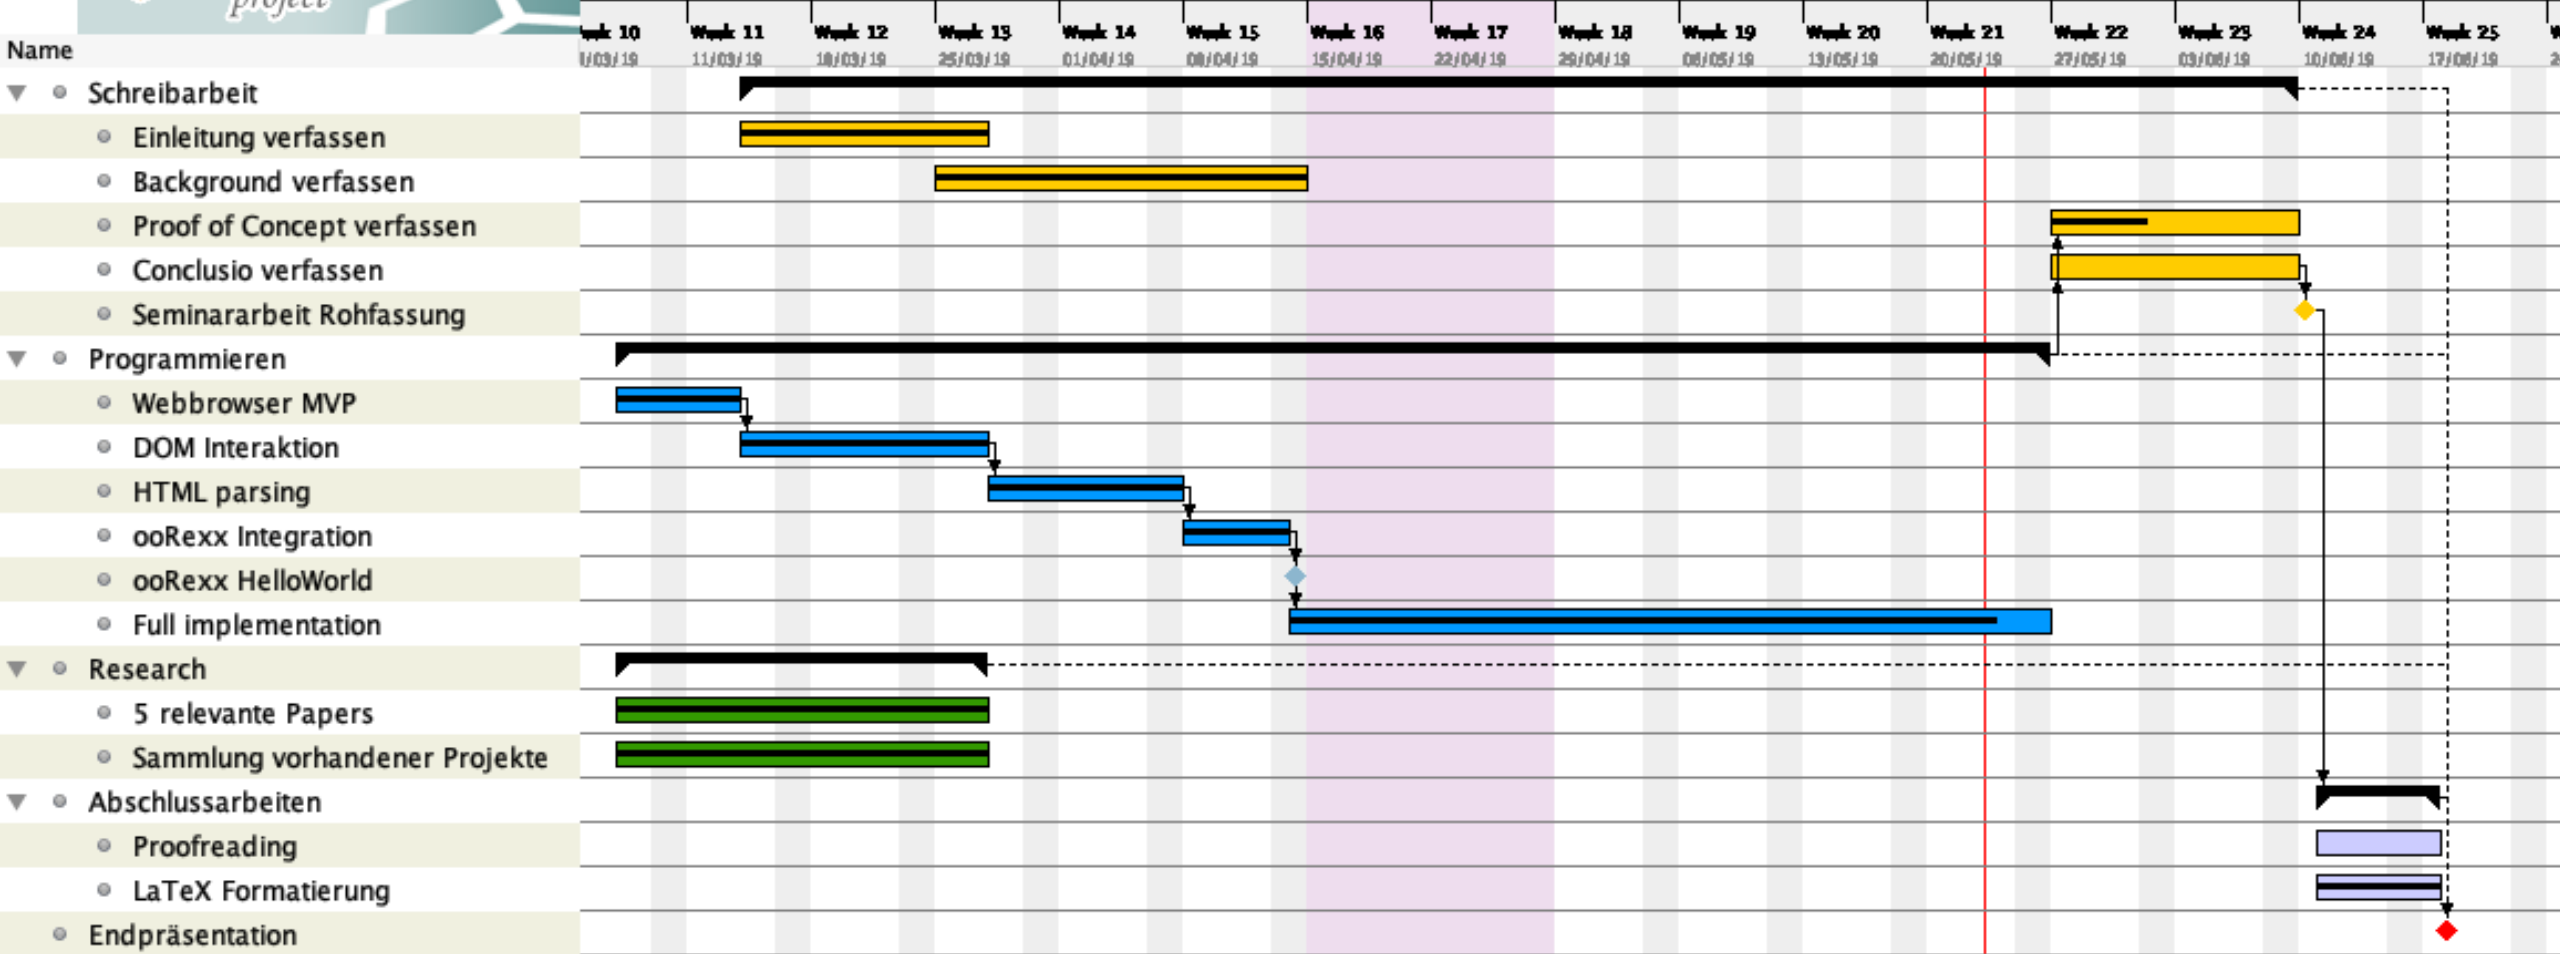 project
Week 11 Week 12 Week 13 Week 14 Week 15 Week 16 Week 17 Week 18 Week 19 Week 20 Week 21 Week 22 Week 23 Week 24 Week 25
Name
11/03/19 18/03/19 25/03/19 01/04/19 08/04/19 15/04/19 22/04/19 29/04/19 06/05/19 13/05/19 20/05/19 27/05/19 03/06/19 10/06/19 17/06/19
Schreibarbeit
Einleitung verfassen
Background verfassen
Proof of Concept verfassen
Conclusio verfassen
Seminararbeit Rohfassung
Programmieren
Webbrowser MVP
DOM Interaktion
HTML parsing
ooRexx Integration
ooRexx HelloWorld
Full implementation
Research
5 relevante Papers
Sammlung vorhandener Projekte
Abschlussarbeiten
Proofreading
LaTeX Formatierung
Endpräsentation